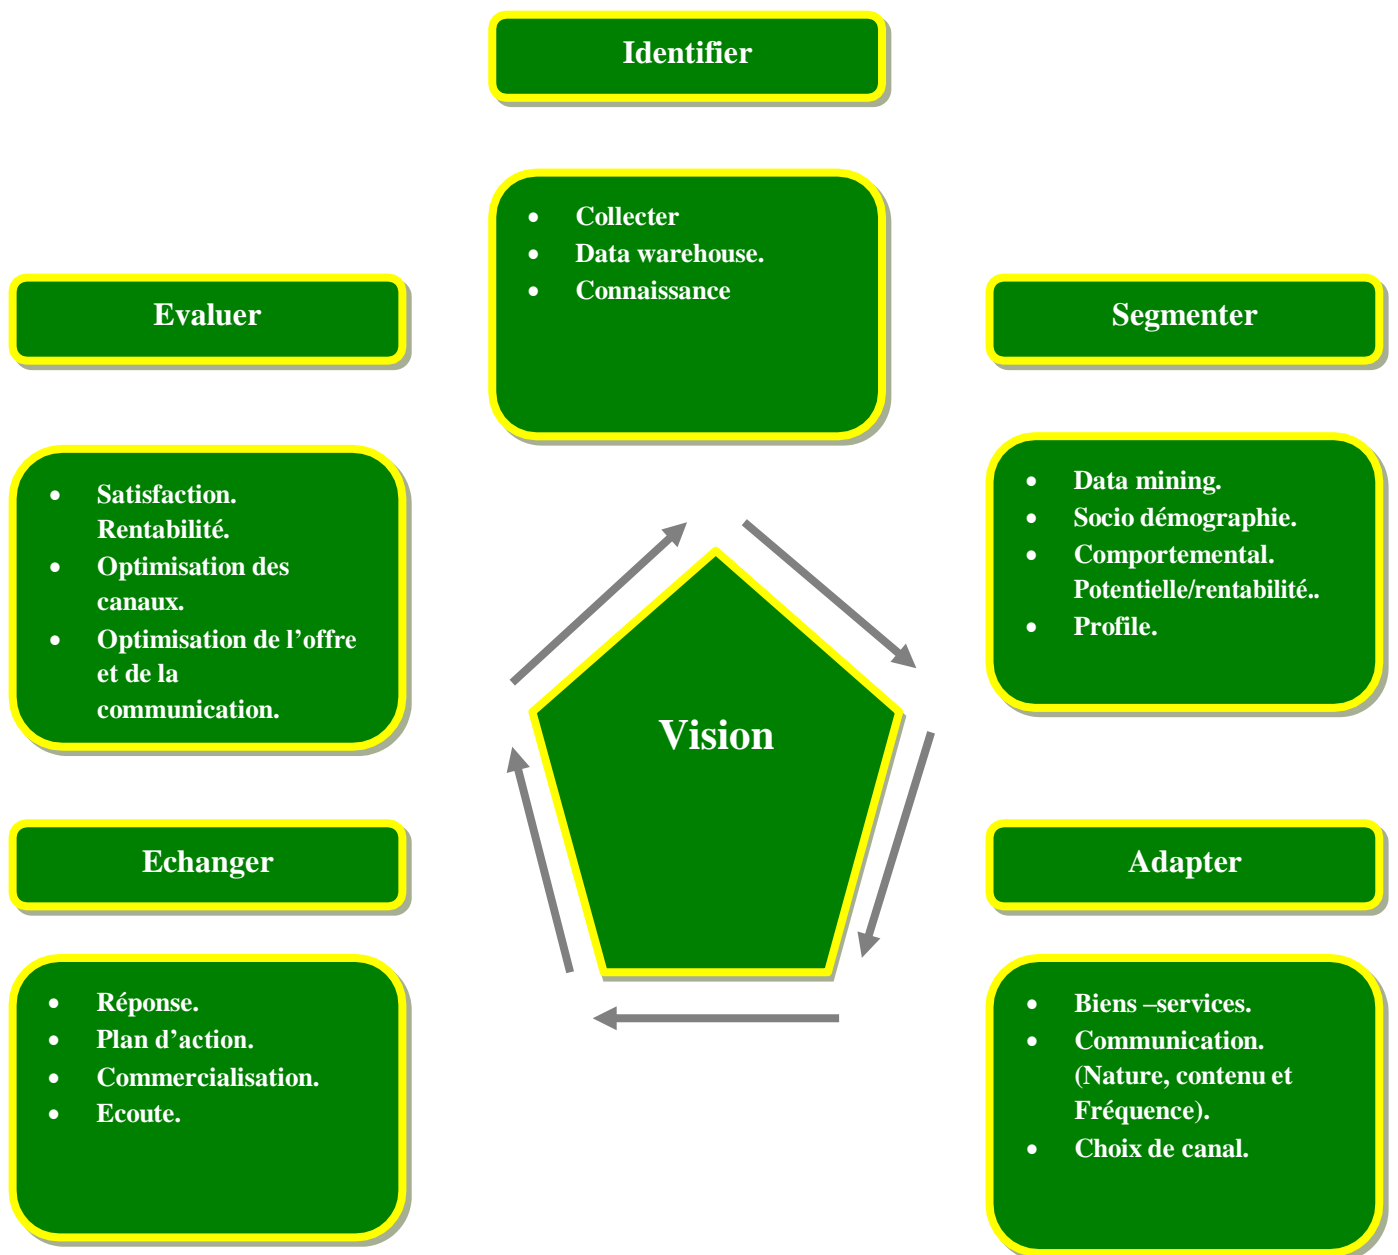 Identifier
• Collecter
• Data warehouse.
• Connaissance
Evaluer
• Satisfaction.
Rentabilité.
• Optimisation des
canaux.
• Optimisation de l’offre
et de la
communication.
Segmenter
• Data mining.
• Socio démographie.
• Comportemental.
Potentielle/rentabilité..
• Profile.
Vision
Echanger
• Réponse.
• Plan d’action.
• Commercialisation.
• Ecoute.
Adapter
• Biens –services.
• Communication.
(Nature, contenu et
Fréquence).
• Choix de canal.